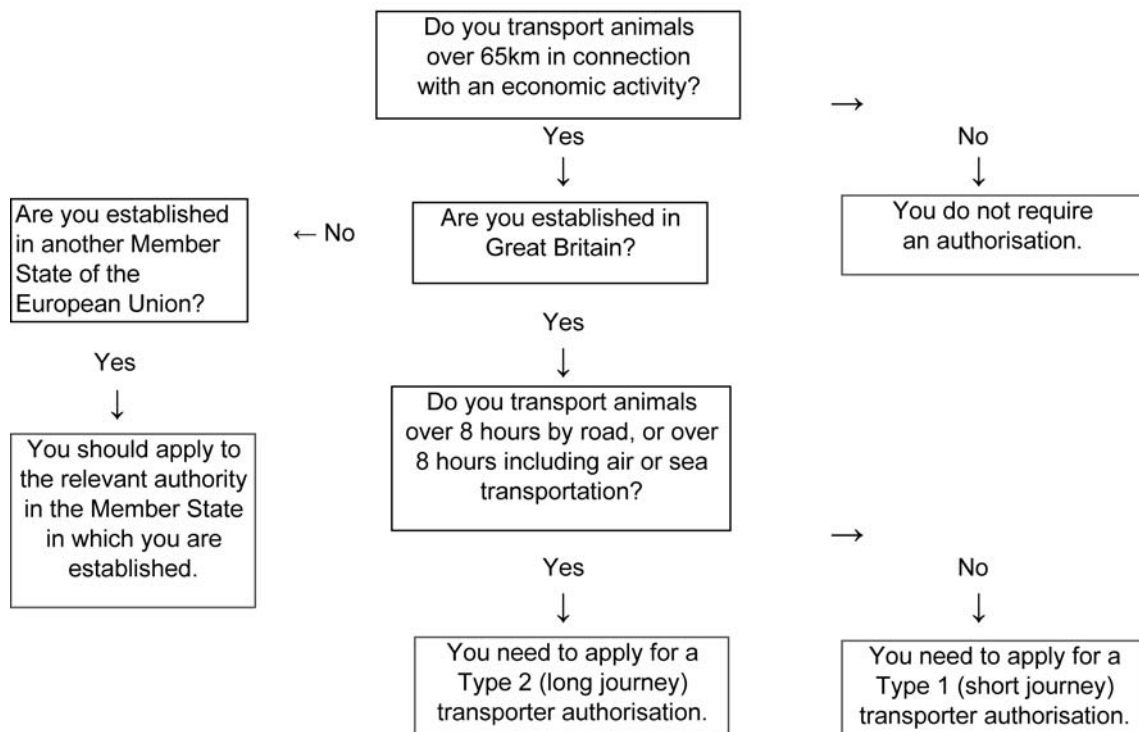 Do you transport animals
over 65km in connection
with an economic activity?
→
Yes
No
↓
↓
Are you established
in another Member
State of the
European Union?
← No
Are you established in
Great Britain?
You do not require
an authorisation.
Yes
Yes
↓
↓
You should apply to
the relevant authority
in the Member State
in which you are
established.
Do you transport animals
over 8 hours by road, or over
8 hours including air or sea
transportation?
→
Yes
No
↓
↓
You need to apply for a
Type 2 (long journey)
transporter authorisation.
You need to apply for a
Type 1 (short journey)
transporter authorisation.